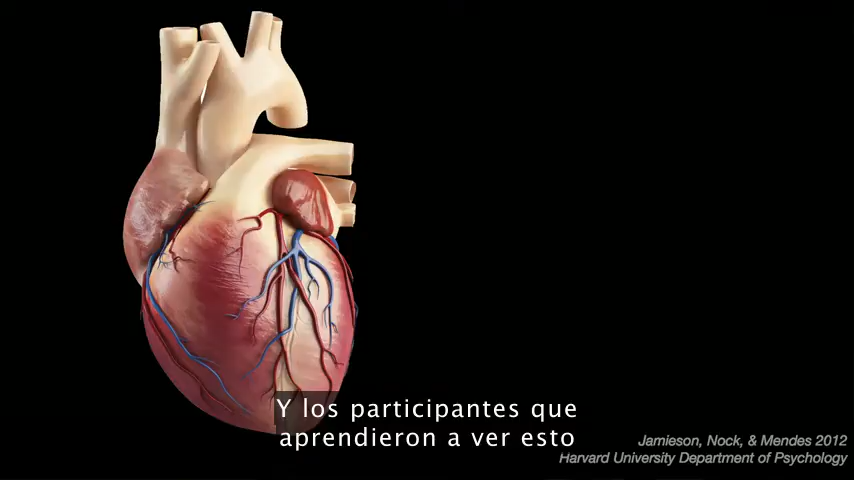 Y los participantes que
aprendieron a ver esto
Jamieson, Nock, & Mendes 2012
Harvard University Department of Psychology